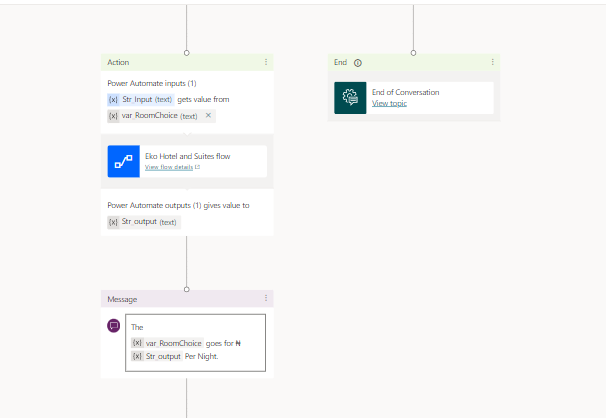 Action
Power Automate inputs (1)
{x} Str_Input (text) gets value from
{x} var_RoomChoice (text) ×
Eko Hotel and Suites flow
View flow details
Power Automate outputs (1) gives value to
{x} Str_output (text)
Message
The
{x} var_RoomChoice goes for ₦
{x} Str_output Per Night.
End
End of Conversation
View topic